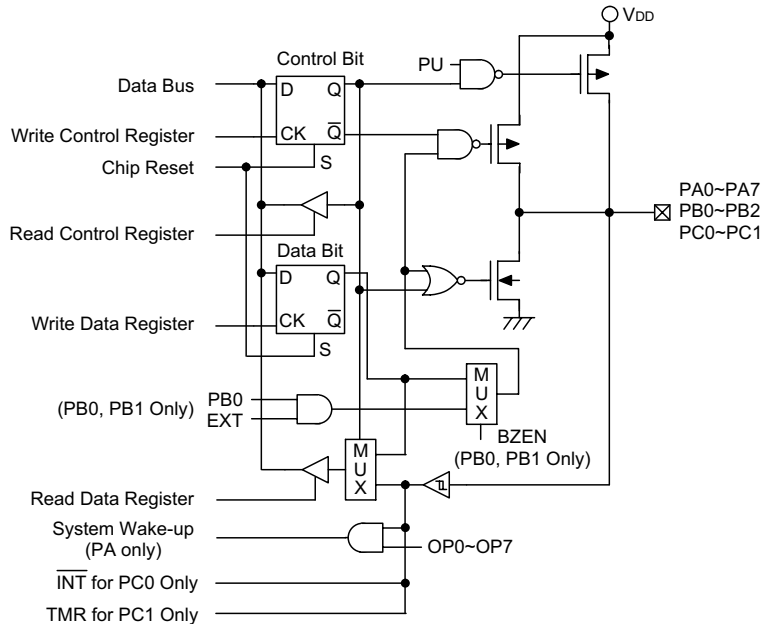 VDD
Control Bit
PU
Data Bus
D
Q
Write Control Register
CK
Q̅
Chip Reset
S
PA0~PA7
PB0~PB2
PC0~PC1
Read Control Register
Data Bit
D
Q
Write Data Register
CK
Q̅
S
M
U
X
PB0
(PB0, PB1 Only)
EXT
BZEN
(PB0, PB1 Only)
M
U
X
Read Data Register
System Wake-up
(PA only)
OP0~OP7
I̅N̅T̅ for PC0 Only
TMR for PC1 Only